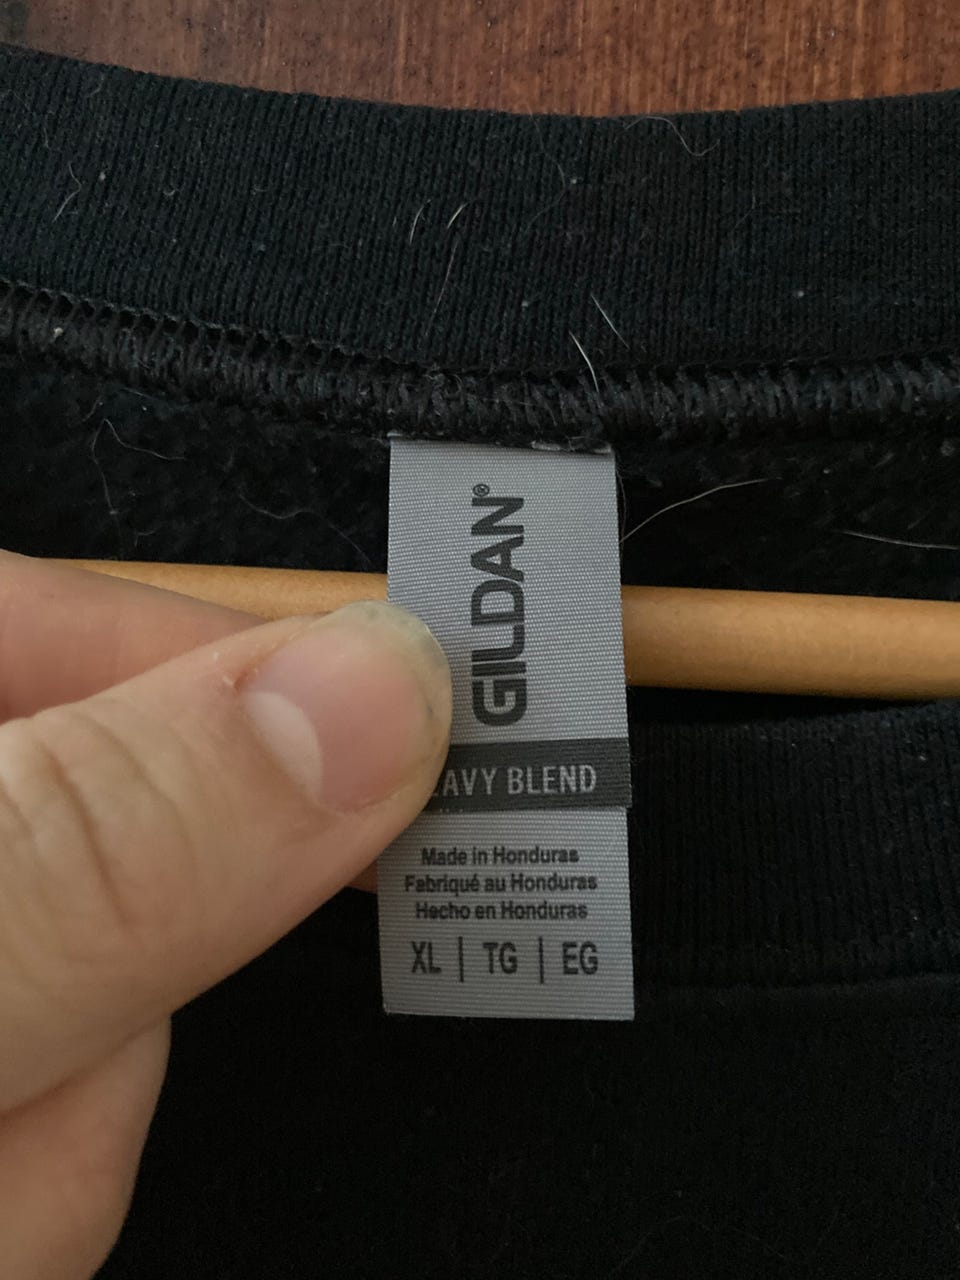 GILDAN®
AVY BLEND
Made in Honduras
Fabriqué au Honduras
Hecho en Honduras
XL | TG | EG